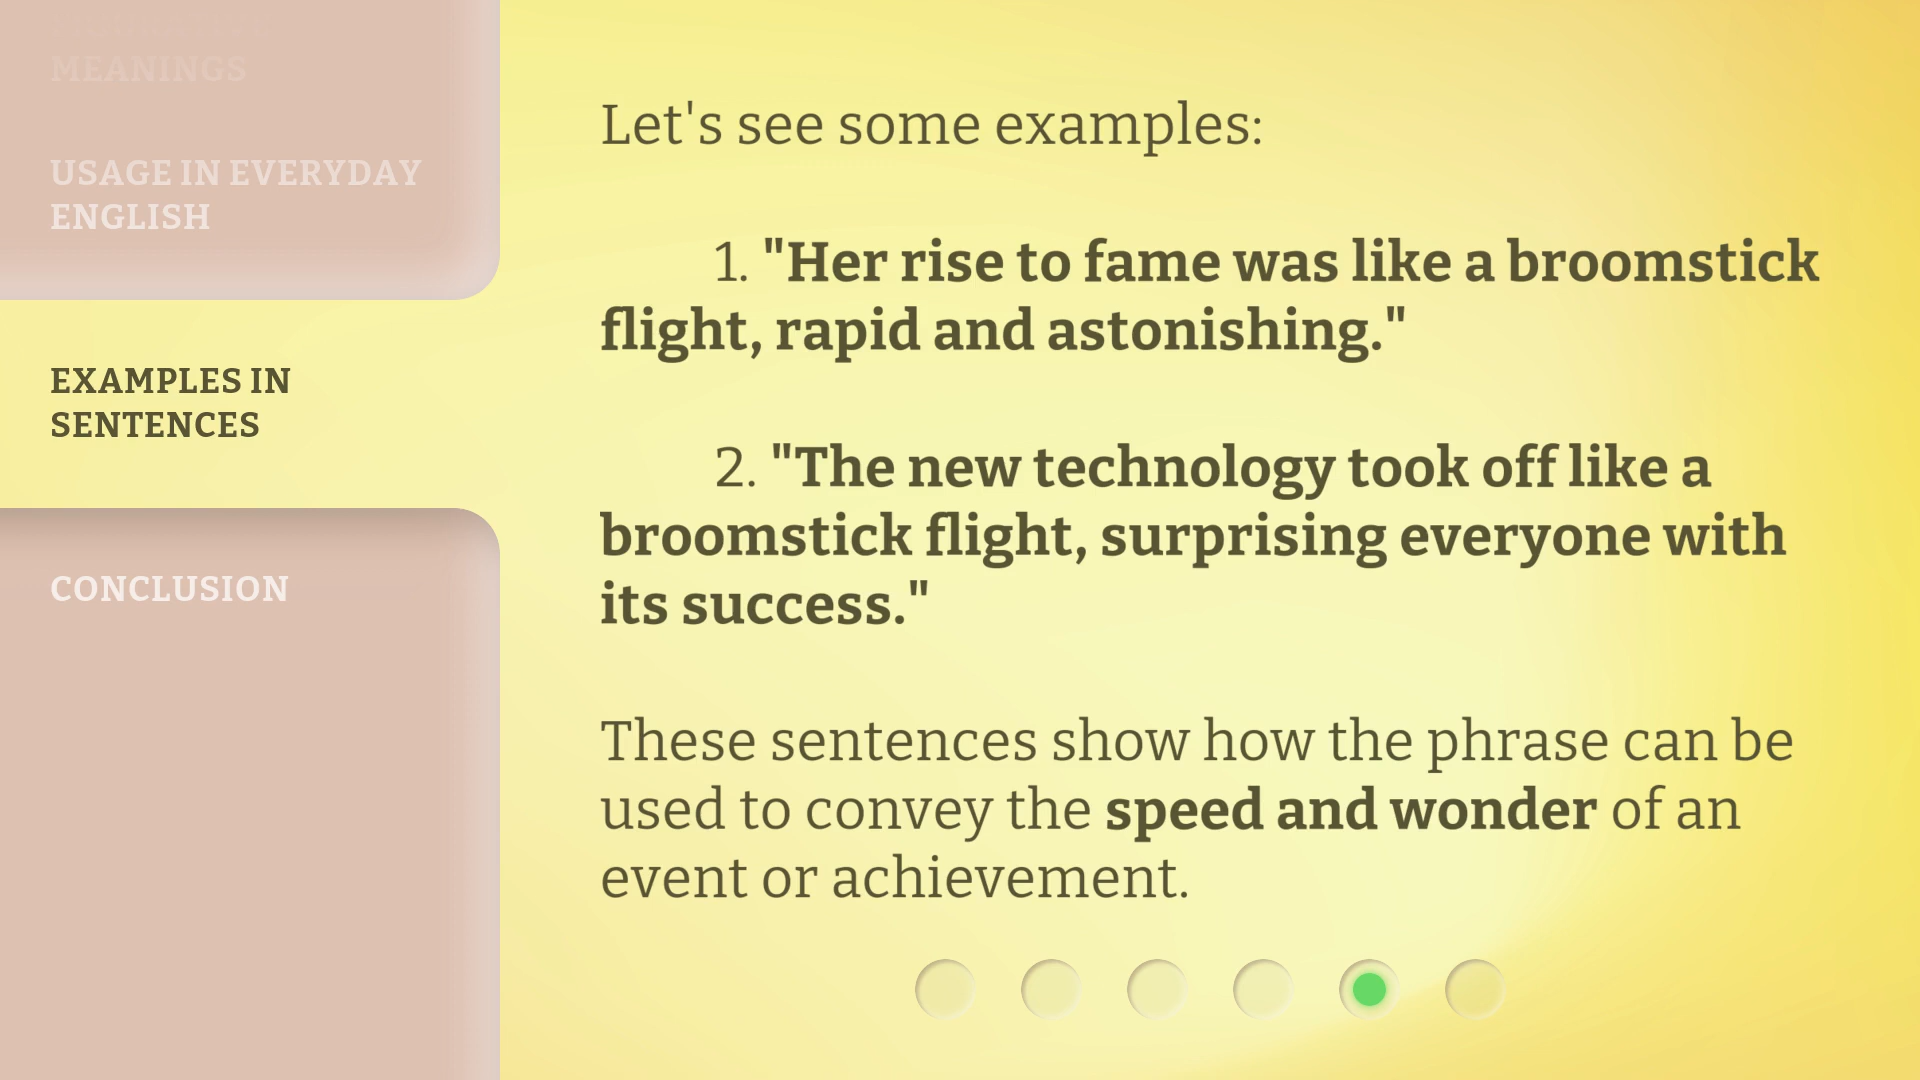 MEANINGS
USAGE IN EVERYDAY
ENGLISH
EXAMPLES IN
SENTENCES
CONCLUSION
Let's see some examples:
1. "Her rise to fame was like a broomstick
flight, rapid and astonishing."
2. "The new technology took off like a
broomstick flight, surprising everyone with
its success."
These sentences show how the phrase can be
used to convey the speed and wonder of an
event or achievement.